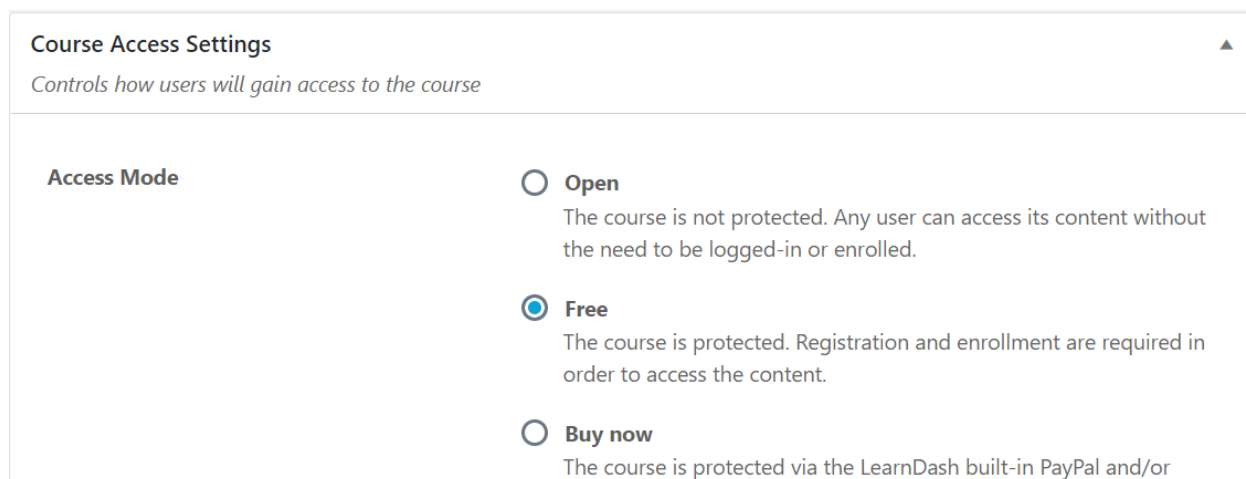 Course Access Settings
Controls how users will gain access to the course
Access Mode
Open
The course is not protected. Any user can access its content without
the need to be logged-in or enrolled.
Free
The course is protected. Registration and enrollment are required in
order to access the content.
Buy now
The course is protected via the LearnDash built-in PayPal and/or